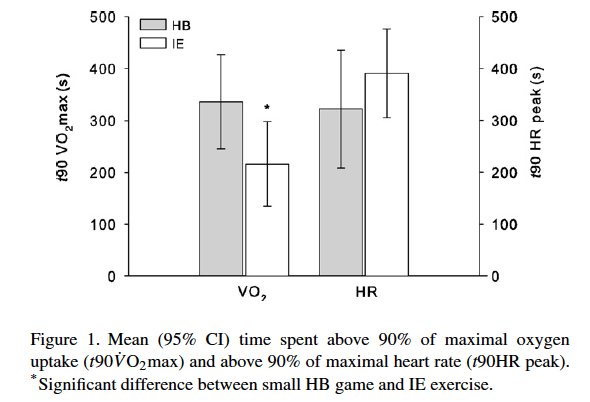 500
400
300
200
100
0
t90 VO2max (s)
HB
IE
*
VO2
HR
500
400
300
200
100
0
t90 HR peak (s)
Figure 1. Mean (95% CI) time spent above 90% of maximal oxygen
uptake (t90V̇O2max) and above 90% of maximal heart rate (t90HR peak).
*Significant difference between small HB game and IE exercise.